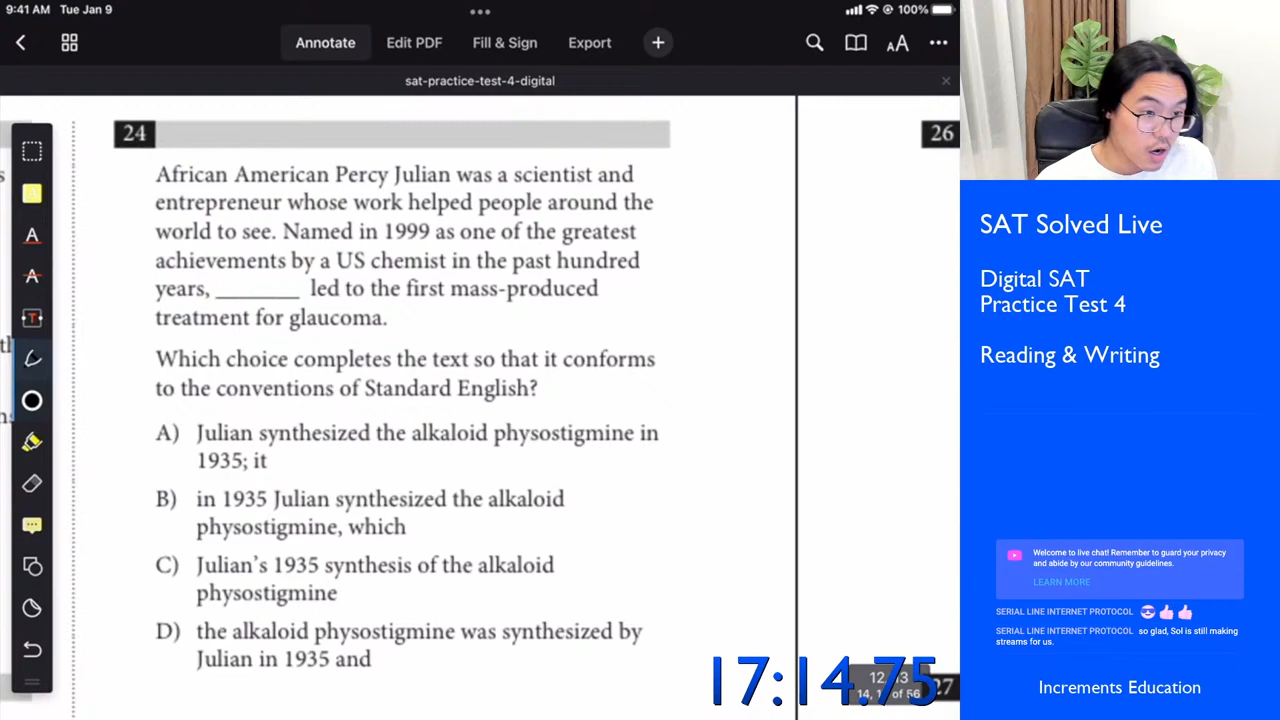 9:41 AM Tue Jan 9
100%
Annotate
Edit PDF
Fill & Sign
Export
AA
sat-practice-test-4-digital
24
26
African American Percy Julian was a scientist and
entrepreneur whose work helped people around the
world to see. Named in 1999 as one of the greatest
achievements by a US chemist in the past hundred
years, ________ led to the first mass-produced
treatment for glaucoma.
Which choice completes the text so that it conforms
to the conventions of Standard English?
A) Julian synthesized the alkaloid physostigmine in
1935; it
B) in 1935 Julian synthesized the alkaloid
physostigmine, which
C) Julian's 1935 synthesis of the alkaloid
physostigmine
D) the alkaloid physostigmine was synthesized by
Julian in 1935 and
17:14.75
27
SAT Solved Live
Digital SAT
Practice Test 4
Reading & Writing
Welcome to live chat! Remember to guard your privacy
and abide by our community guidelines.
LEARN MORE
SERIAL LINE INTERNET PROTOCOL
SERIAL LINE INTERNET PROTOCOL so glad, Sol is still making
streams for us.
Increments Education